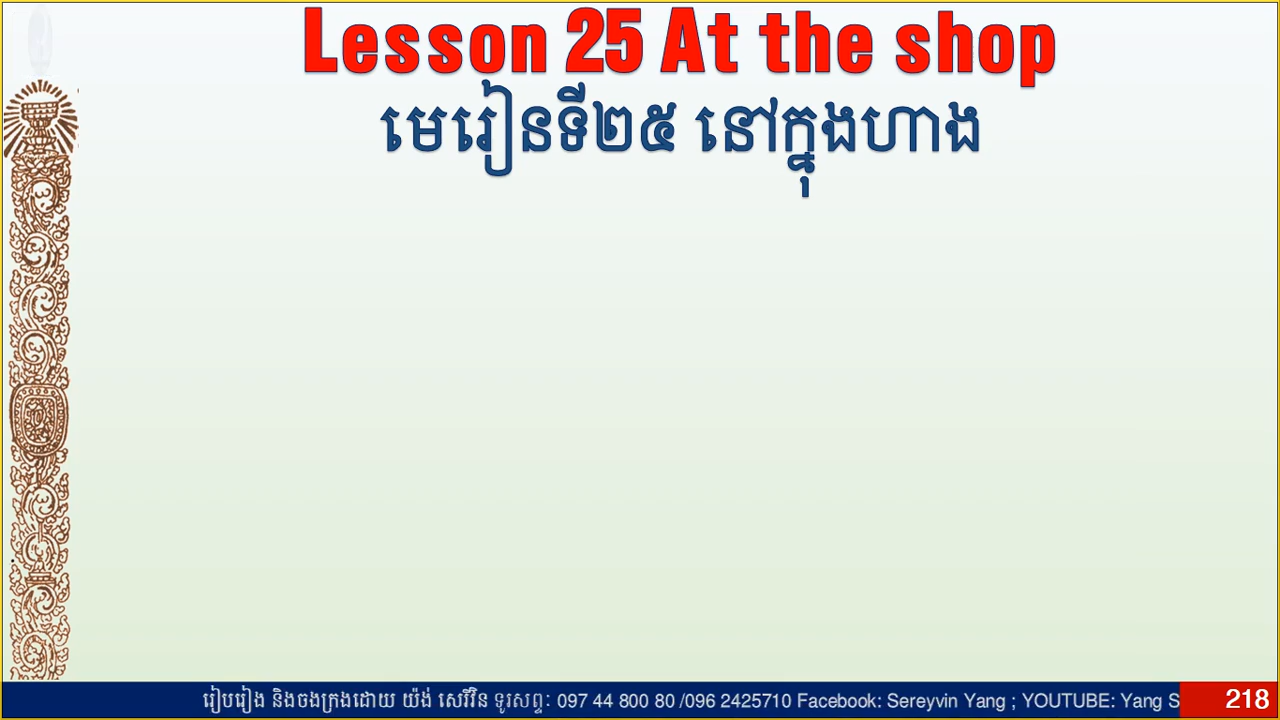 Lesson 25 At the shop
មេរៀនទី២៥ នៅក្នុងហាង
រៀបរៀង និងចងក្រងដោយ យ៉ង់ សេរីវិន ទូរសព្ទៈ 097 44 800 80 /096 2425710 Facebook: Sereyvin Yang ; YOUTUBE: Yang S
218